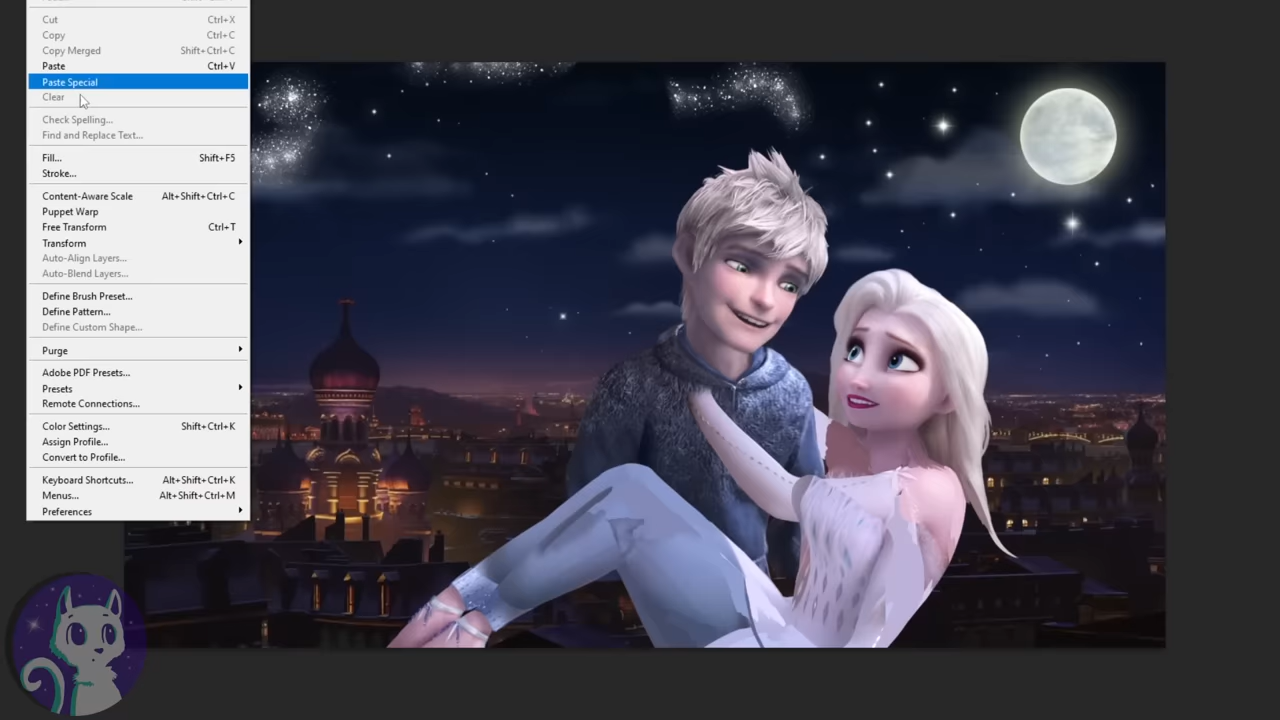 Cut Ctrl+X
Copy Ctrl+C
Copy Merged Shift+Ctrl+C
Paste Ctrl+V
Paste Special
Clear
Check Spelling...
Find and Replace Text...
Fill... Shift+F5
Stroke...
Content-Aware Scale Alt+Shift+Ctrl+C
Puppet Warp
Free Transform Ctrl+T
Transform
Auto-Align Layers...
Auto-Blend Layers...
Define Brush Preset...
Define Pattern...
Define Custom Shape...
Purge
Adobe PDF Presets...
Presets
Remote Connections...
Color Settings... Shift+Ctrl+K
Assign Profile...
Convert to Profile...
Keyboard Shortcuts... Alt+Shift+Ctrl+K
Menus... Alt+Shift+Ctrl+M
Preferences